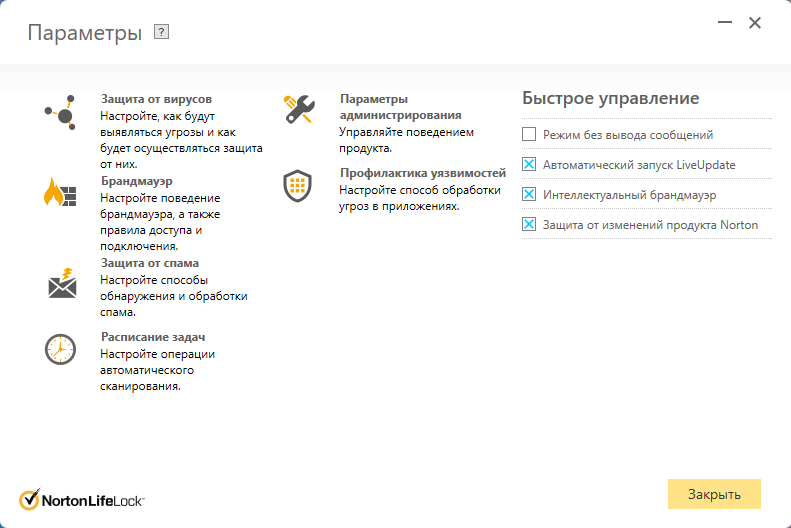 Параметры ?
Защита от вирусов
Настройте, как будут
выявляться угрозы и как
будет осуществляться защита
от них.
Брандмауэр
Настройте поведение
брандмауэра, а также
правила доступа и
подключения.
Защита от спама
Настройте способы
обнаружения и обработки
спама.
Расписание задач
Настройте операции
автоматического
сканирования.
Параметры
администрирования
Управляйте поведением
продукта.
Профилактика уязвимостей
Настройте способ обработки
угроз в приложениях.
Быстрое управление
Режим без вывода сообщений
Автоматический запуск LiveUpdate
Интеллектуальный брандмауэр
Защита от изменений продукта Norton
NortonLifeLock™
Закрыть